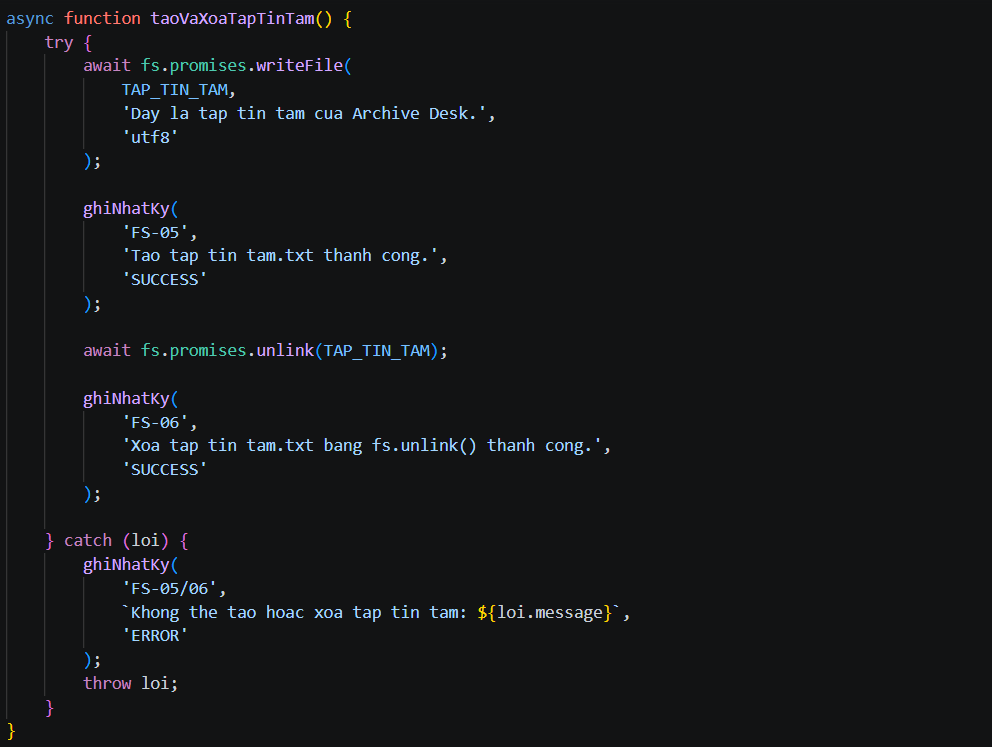 async function taoVaXoaTapTinTam() {
    try {
        await fs.promises.writeFile(
            TAP_TIN_TAM,
            'Day la tap tin tam cua Archive Desk.',
            'utf8'
        );

        ghiNhatKy(
            'FS-05',
            'Tao tap tin tam.txt thanh cong.',
            'SUCCESS'
        );

        await fs.promises.unlink(TAP_TIN_TAM);

        ghiNhatKy(
            'FS-06',
            'Xoa tap tin tam.txt bang fs.unlink() thanh cong.',
            'SUCCESS'
        );

    } catch (loi) {
        ghiNhatKy(
            'FS-05/06',
            `Khong the tao hoac xoa tap tin tam: ${loi.message}`,
            'ERROR'
        );
        throw loi;
    }
}